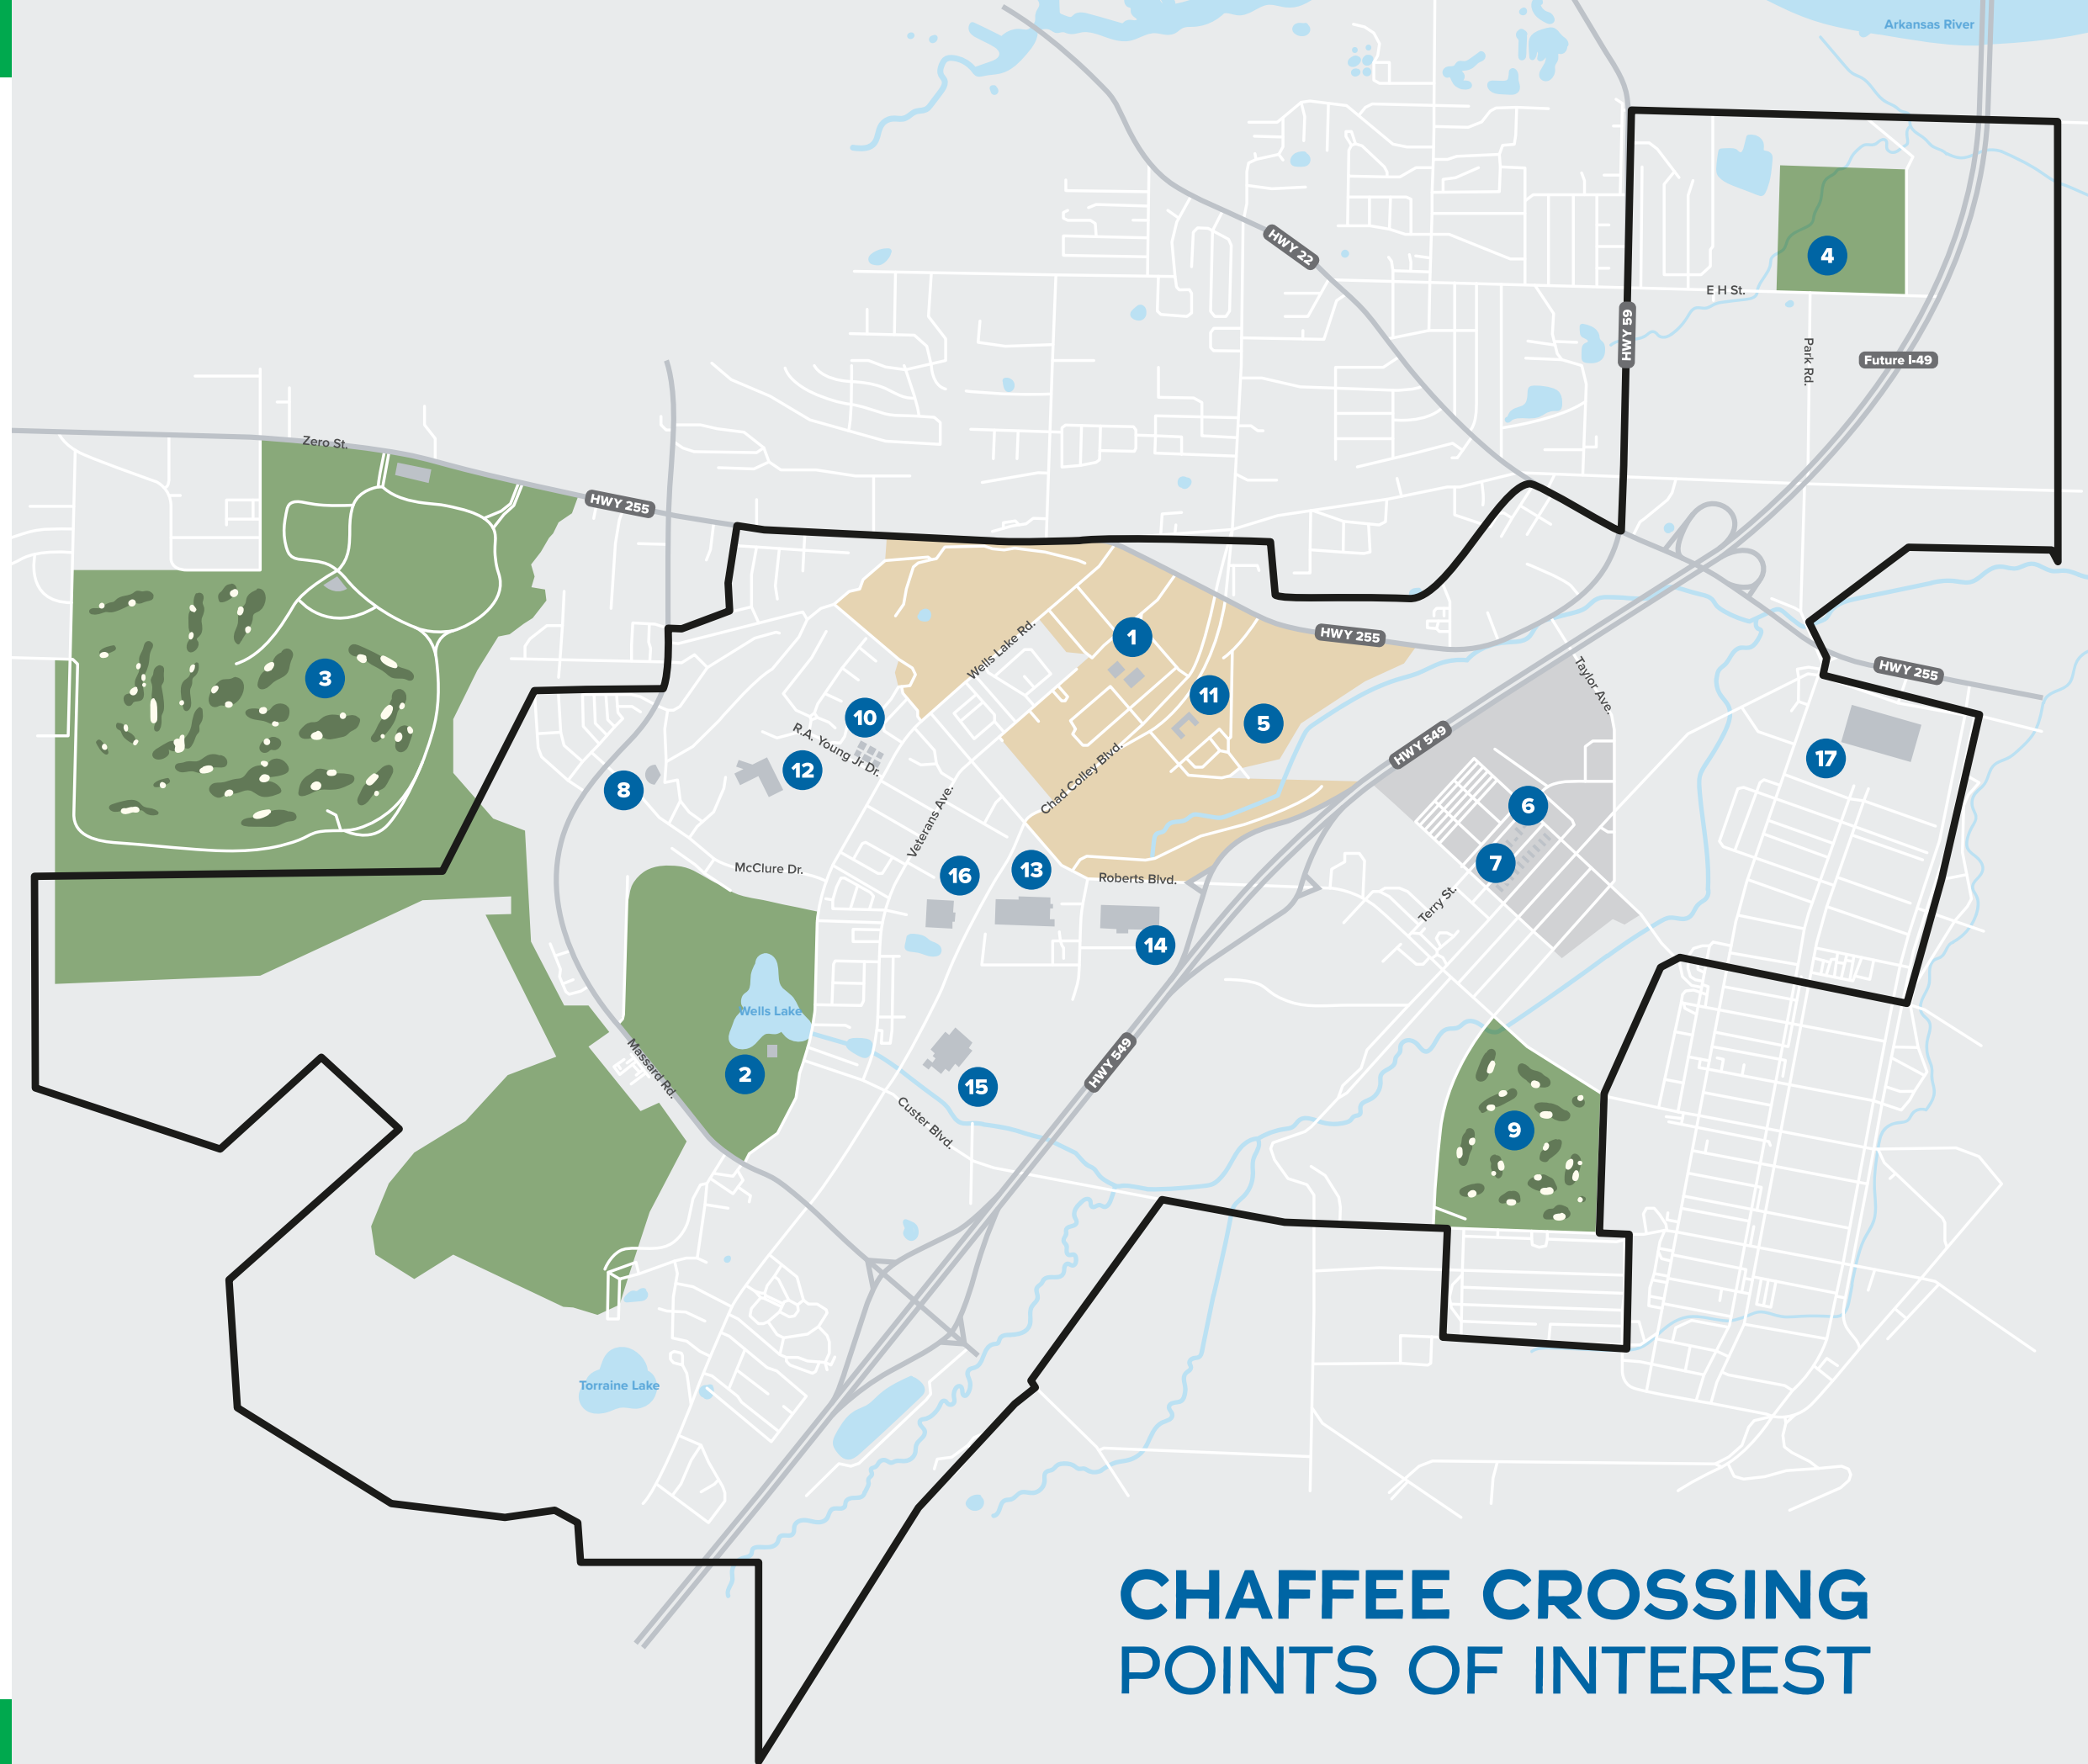 Arkansas River
HWY 22
4
E H St.
HWY 59
Park Rd.
Future I-49
Zero St.
HWY 255
1
HWY 255
Wells Lake Rd.
3
11
Taylor Ave.
HWY 255
10
5
R.A. Young Jr Dr.
HWY 549
17
12
8
Chad Colley Blvd.
6
Veterans Ave.
7
McClure Dr.
16
13
Roberts Blvd.
Terry St.
14
Wells Lake
Massard Rd.
2
HWY 549
15
Custer Blvd.
9
Torraine Lake
CHAFFEE CROSSING
POINTS OF INTEREST